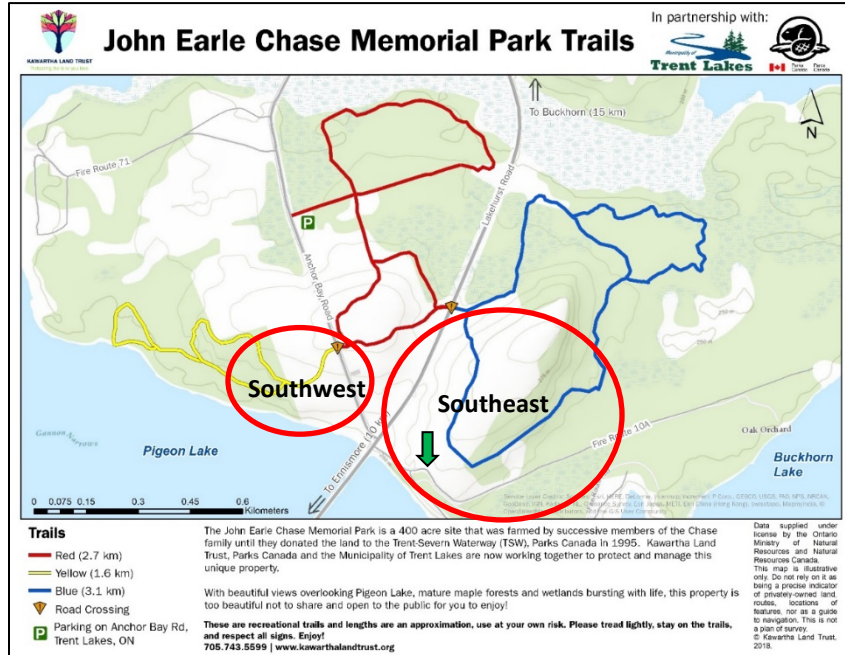 KAWARTHA LAND TRUST
John Earle Chase Memorial Park Trails
In partnership with:
Municipality of
Trent Lakes
Parks Canada
Parcs Canada
To Buckhorn (15 km)
N
Fire Route 71
Lakehurst Road
P
Anchor Bay Road
Southwest
Southeast
Gannon Narrows
Pigeon Lake
To Ennismore (10 km)
Fire Route 10A
Oak Orchard
Buckhorn
Lake
0 0.075 0.15 0.3 0.45 0.6
Kilometers
Trails
Red (2.7 km)
Yellow (1.6 km)
Blue (3.1 km)
Road Crossing
P Parking on Anchor Bay Rd,
Trent Lakes, ON
The John Earle Chase Memorial Park is a 400 acre site that was farmed by successive members of the Chase
family until they donated the land to the Trent-Severn Waterway (TSW), Parks Canada in 1995. Kawartha Land
Trust, Parks Canada and the Municipality of Trent Lakes are now working together to protect and manage this
unique property.
With beautiful views overlooking Pigeon Lake, mature maple forests and wetlands bursting with life, this property is
too beautiful not to share and open to the public for you to enjoy!
These are recreational trails and lengths are an approximation, use at your own risk. Please tread lightly, stay on the trails,
and respect all signs. Enjoy!
705.743.5599 | www.kawarthalandtrust.org
Data supplied under
license by the Ontario
Ministry of Natural
Resources and Natural
Resources Canada.
This map is illustrative
only. Do not rely on it as
being a precise indicator
of privately-owned land,
routes, locations of
features, nor as a guide
to navigation. This is not
a plan of survey.
© Kawartha Land Trust,
2018.